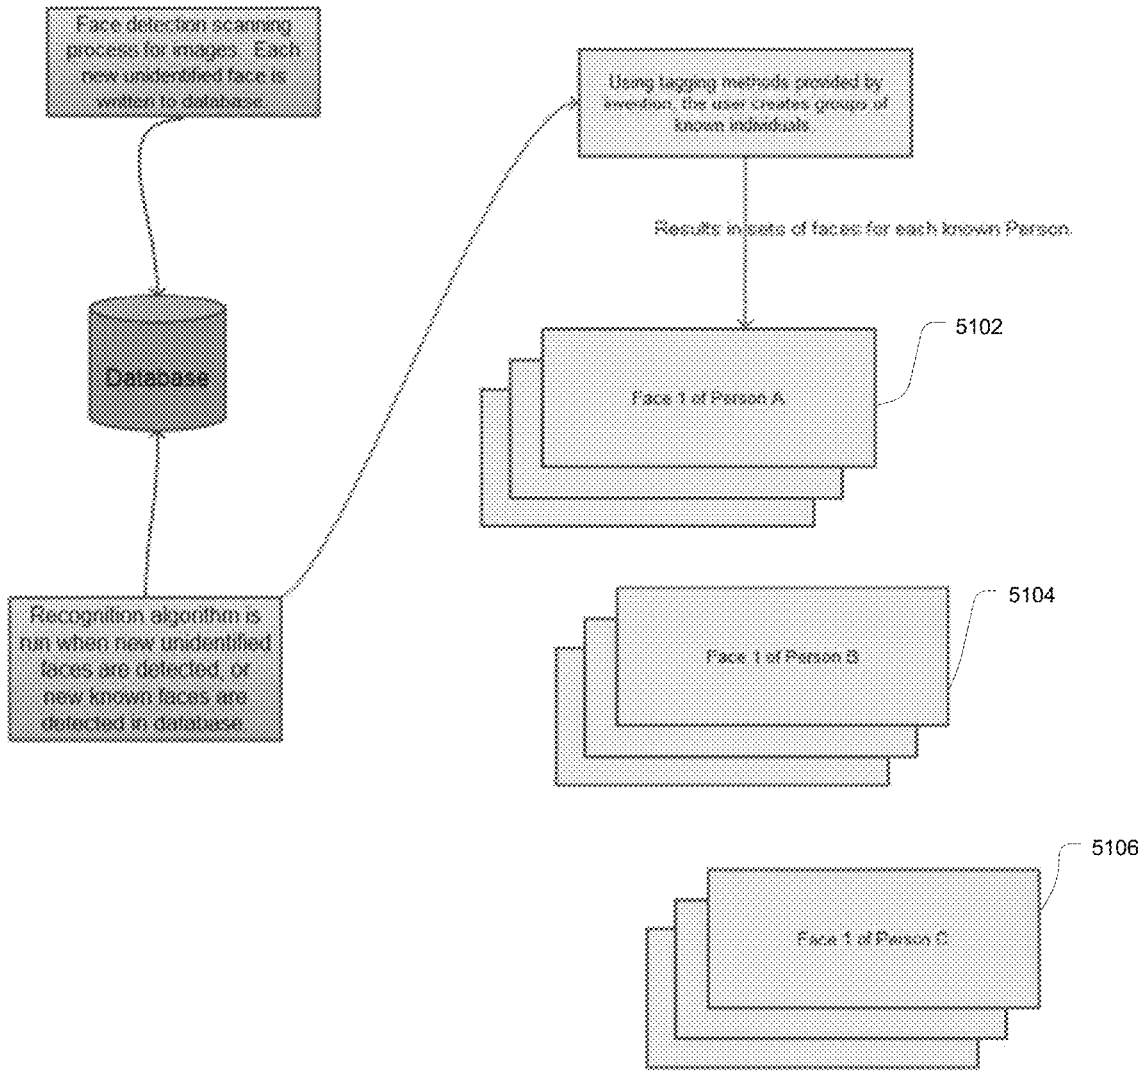 Face detection scanning
process for images. Each
new unidentified face is
written to database.
Using tagging methods provided by
invention, the user creates groups of
known individuals.
Results in sets of faces for each known Person.
Database
5102
Face 1 of Person A
Recognition algorithm is
run when new unidentified
faces are detected, or
new known faces are
detected in database.
5104
Face 1 of Person B
5106
Face 1 of Person C